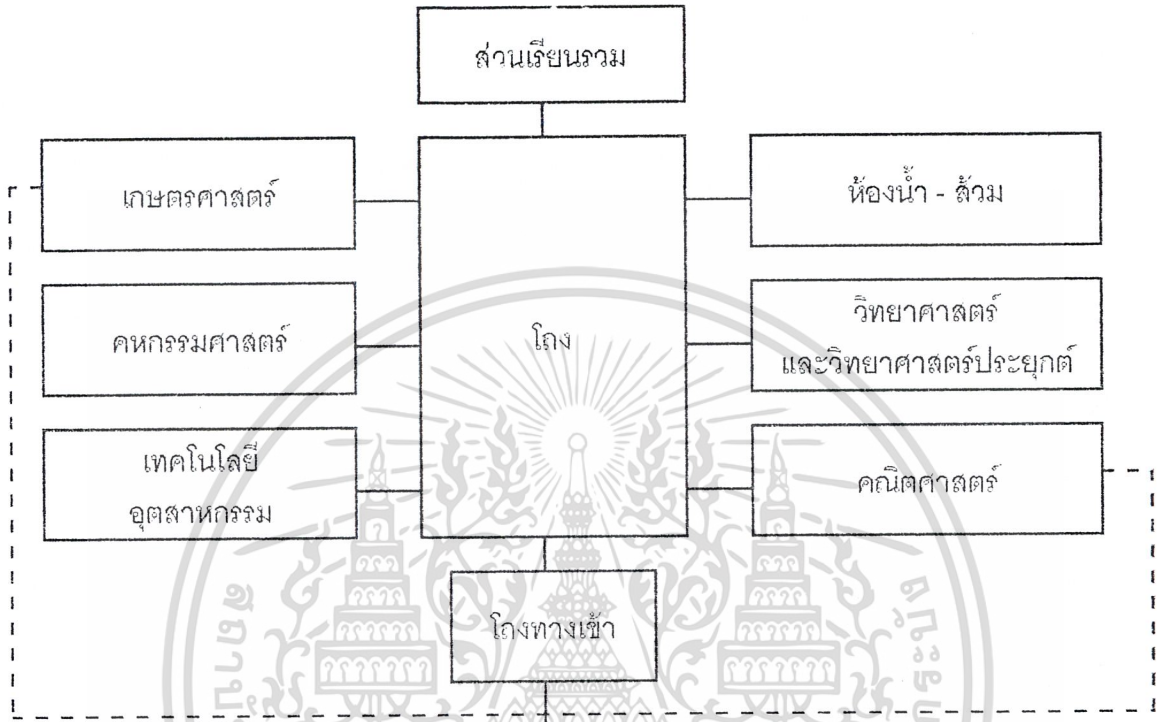 ส่วนเรียนรวม
เกษตรศาสตร์
ห้องน้ำ - ส้วม
คหกรรมศาสตร์
โถง
วิทยาศาสตร์
และวิทยาศาสตร์ประยุกต์
เทคโนโลยี
อุตสาหกรรม
คณิตศาสตร์
โถงทางเข้า